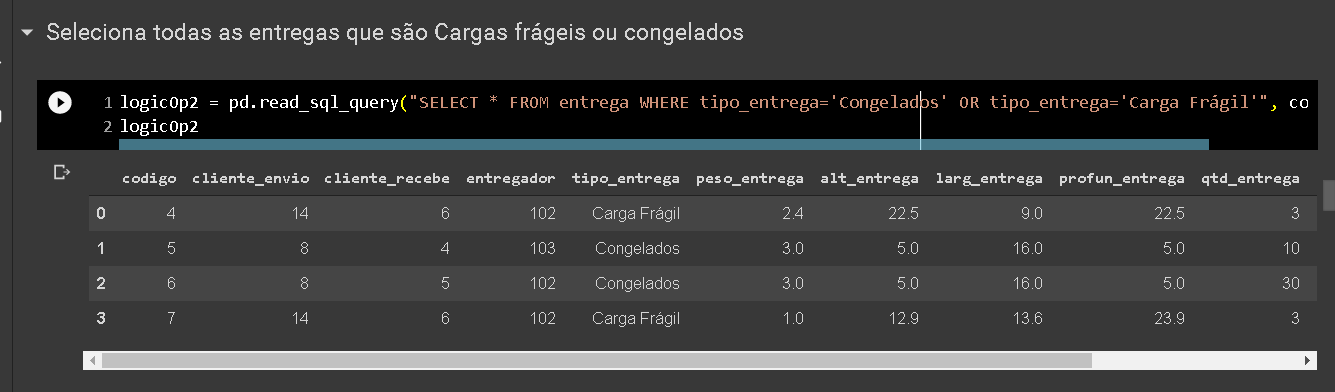 Seleciona todas as entregas que são Cargas frágeis ou congelados
1 logicOp2 = pd.read_sql_query("SELECT * FROM entrega WHERE tipo_entrega='Congelados' OR tipo_entrega='Carga Frágil'", co
2 logicOp2
codigo cliente_envio cliente_recebe entregador tipo_entrega peso_entrega alt_entrega larg_entrega profun_entrega qtd_entrega
0 4 14 6 102 Carga Frágil 2.4 22.5 9.0 22.5 3
1 5 8 4 103 Congelados 3.0 5.0 16.0 5.0 10
2 6 8 5 102 Congelados 3.0 5.0 16.0 5.0 30
3 7 14 6 102 Carga Frágil 1.0 12.9 13.6 23.9 3